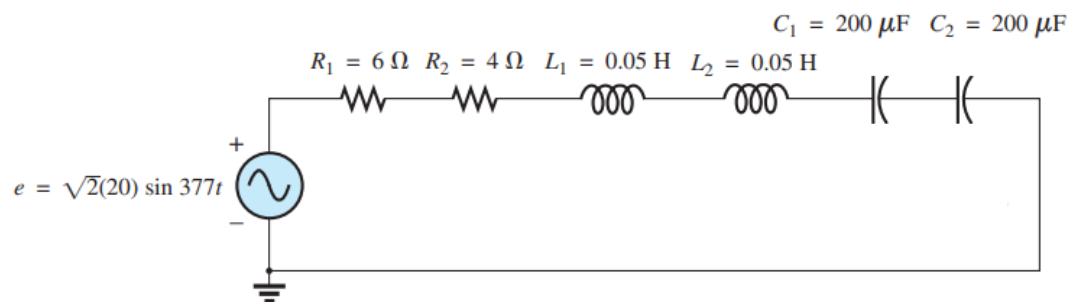 C₁ = 200 μF C₂ = 200 μF
R₁ = 6 Ω R₂ = 4 Ω L₁ = 0.05 H L₂ = 0.05 H
+
e = √2(20) sin 377t
−